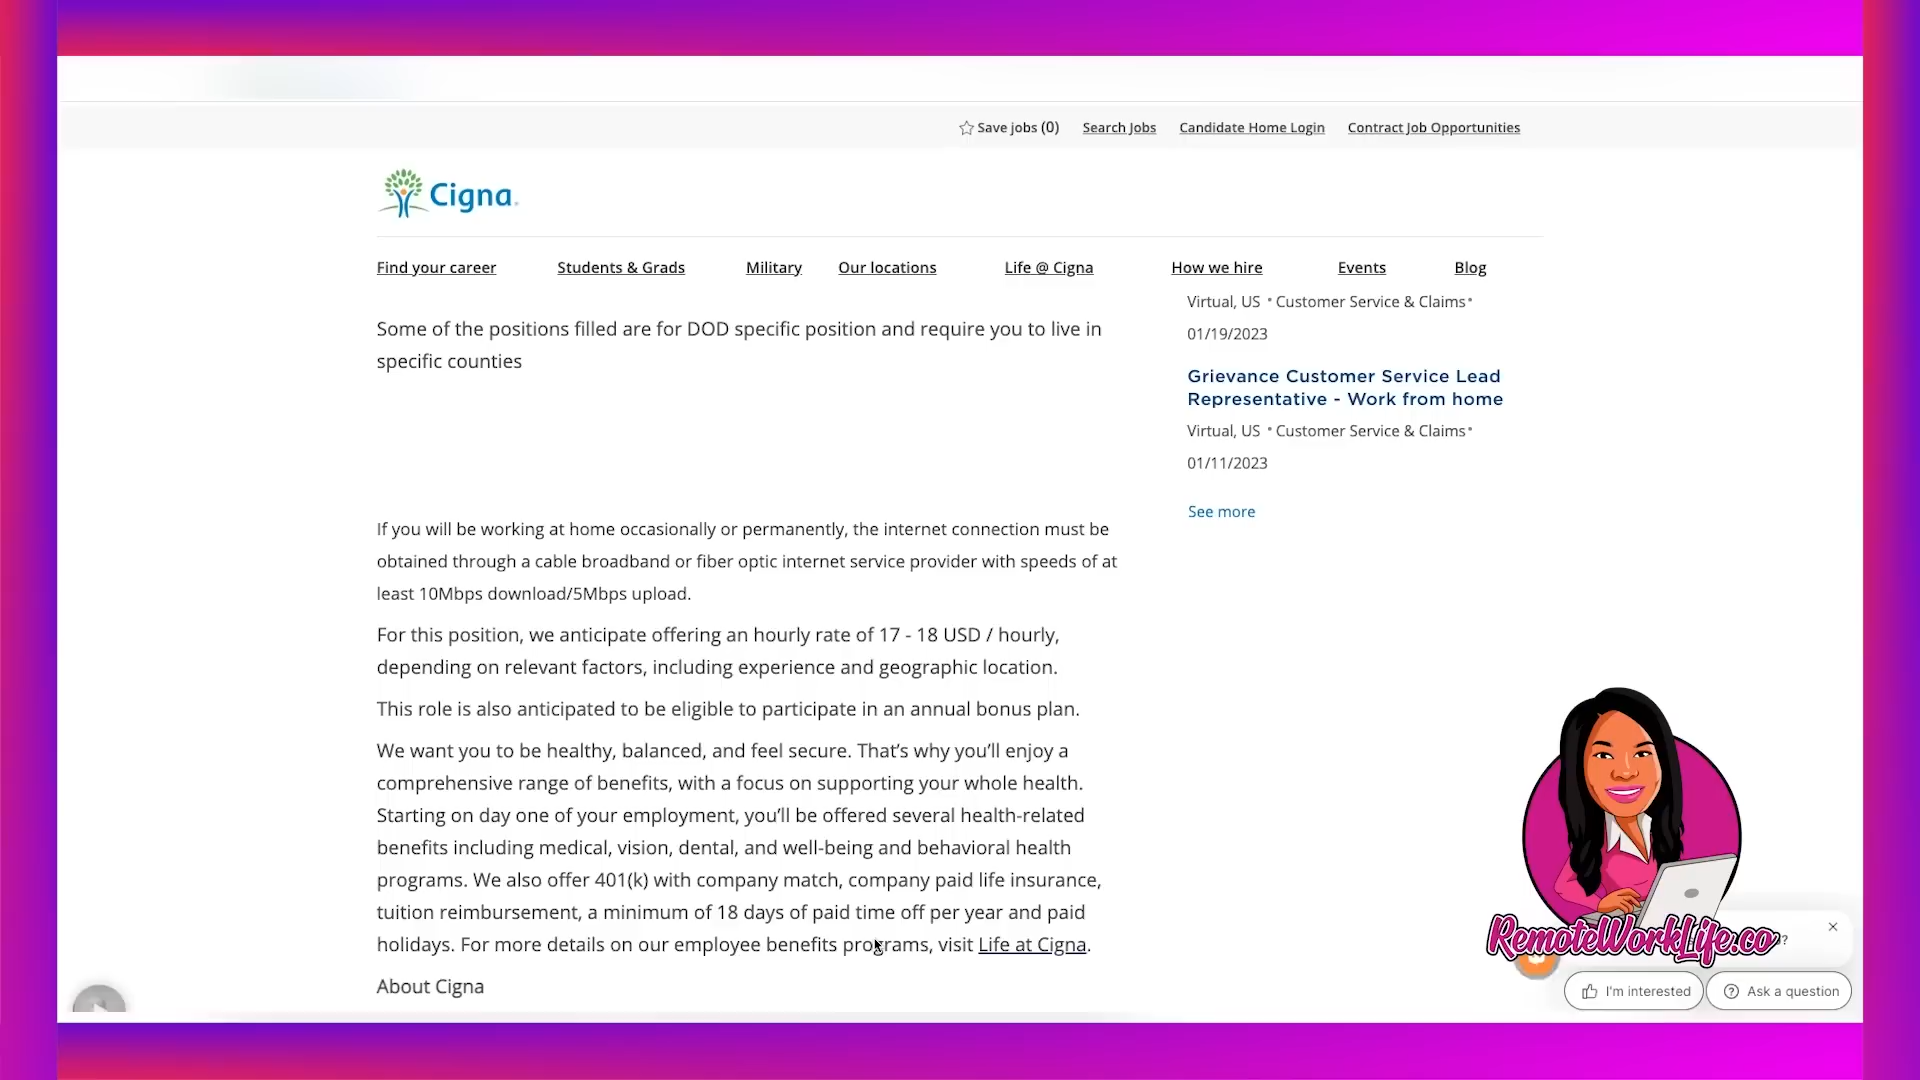 Save jobs (0) Search Jobs Candidate Home Login Contract Job Opportunities
Cigna
Find your career Students & Grads Military Our locations Life @ Cigna How we hire Events Blog
Some of the positions filled are for DOD specific position and require you to live in
specific counties
If you will be working at home occasionally or permanently, the internet connection must be
obtained through a cable broadband or fiber optic internet service provider with speeds of at
least 10Mbps download/5Mbps upload.
For this position, we anticipate offering an hourly rate of 17 - 18 USD / hourly,
depending on relevant factors, including experience and geographic location.
This role is also anticipated to be eligible to participate in an annual bonus plan.
We want you to be healthy, balanced, and feel secure. That’s why you’ll enjoy a
comprehensive range of benefits, with a focus on supporting your whole health.
Starting on day one of your employment, you’ll be offered several health-related
benefits including medical, vision, dental, and well-being and behavioral health
programs. We also offer 401(k) with company match, company paid life insurance,
tuition reimbursement, a minimum of 18 days of paid time off per year and paid
holidays. For more details on our employee benefits programs, visit Life at Cigna.
About Cigna
Virtual, US • Customer Service & Claims•
01/19/2023
Grievance Customer Service Lead
Representative - Work from home
Virtual, US • Customer Service & Claims•
01/11/2023
See more
RemoteWorkLife.co
I'm interested Ask a question